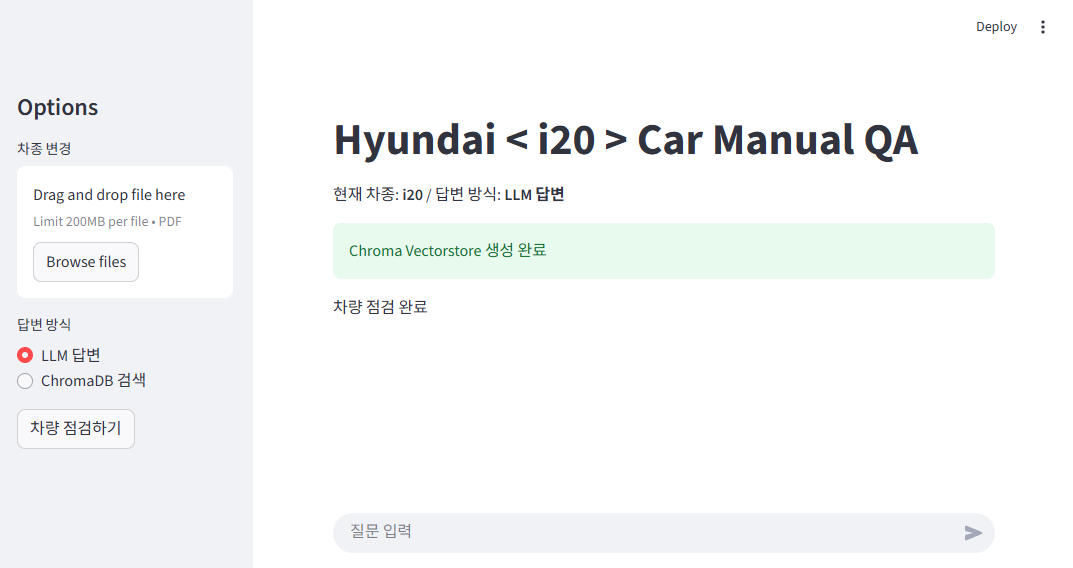 Deploy
Options
차종 변경
Drag and drop file here
Limit 200MB per file • PDF
Browse files
답변 방식
LLM 답변
ChromaDB 검색
차량 점검하기
Hyundai < i20 > Car Manual QA
현재 차종: i20 / 답변 방식: LLM 답변
Chroma Vectorstore 생성 완료
차량 점검 완료
질문 입력